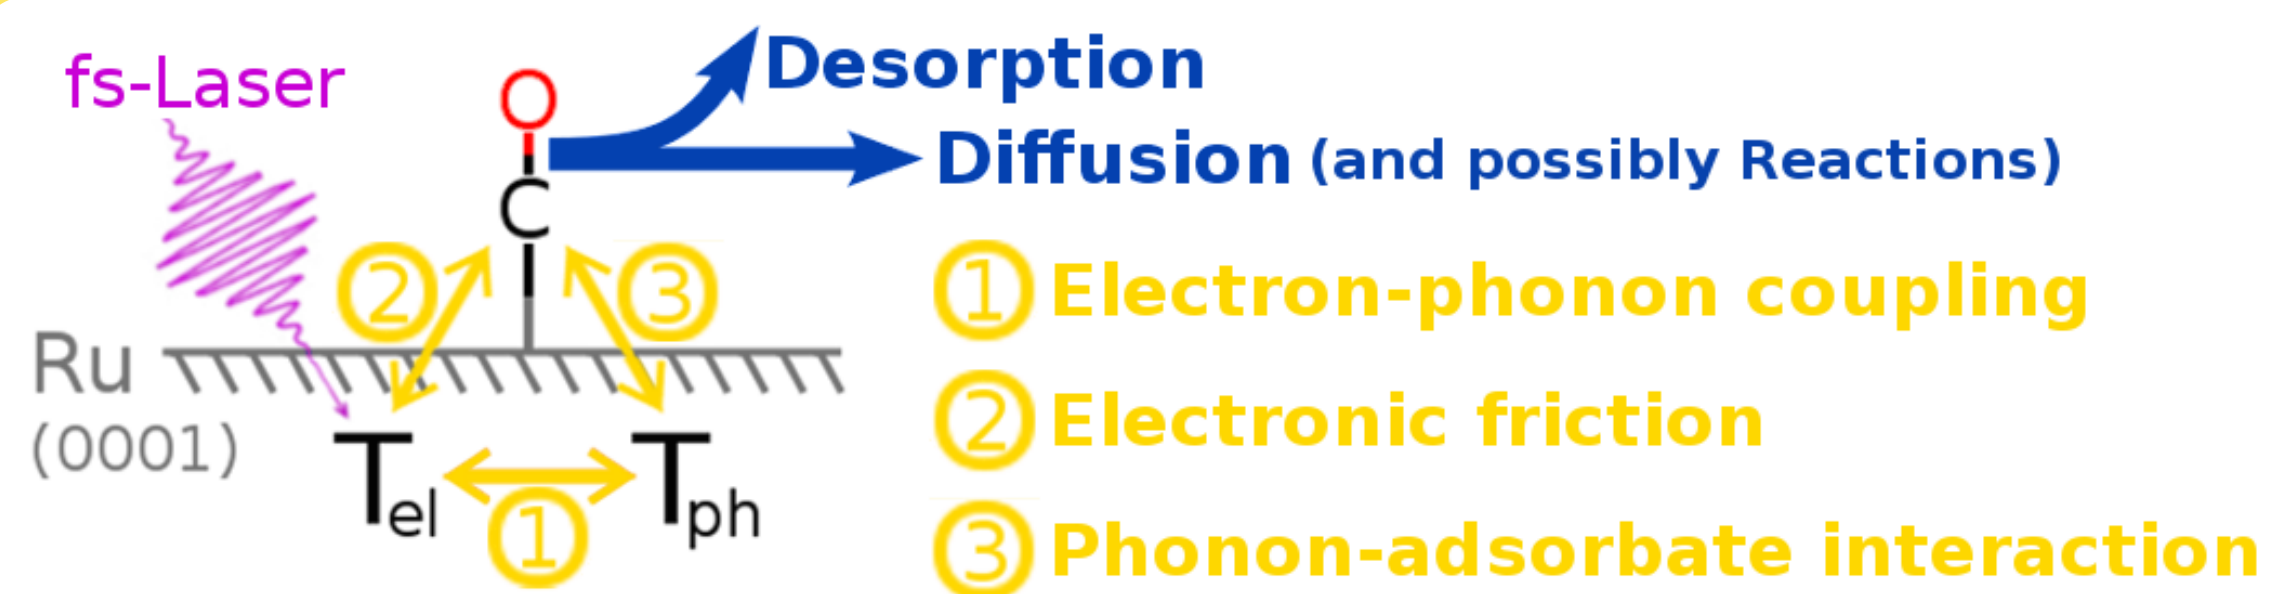 fs-Laser
O
C
Desorption
Diffusion (and possibly Reactions)
② ③
Ru
(0001)
Tel ① Tph
① Electron-phonon coupling
② Electronic friction
③ Phonon-adsorbate interaction